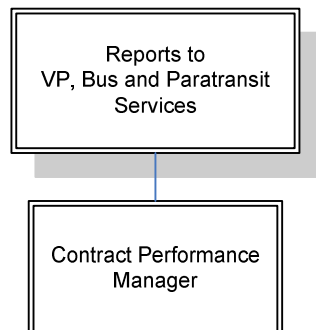 Reports to
VP, Bus and Paratransit
Services
Contract Performance
Manager